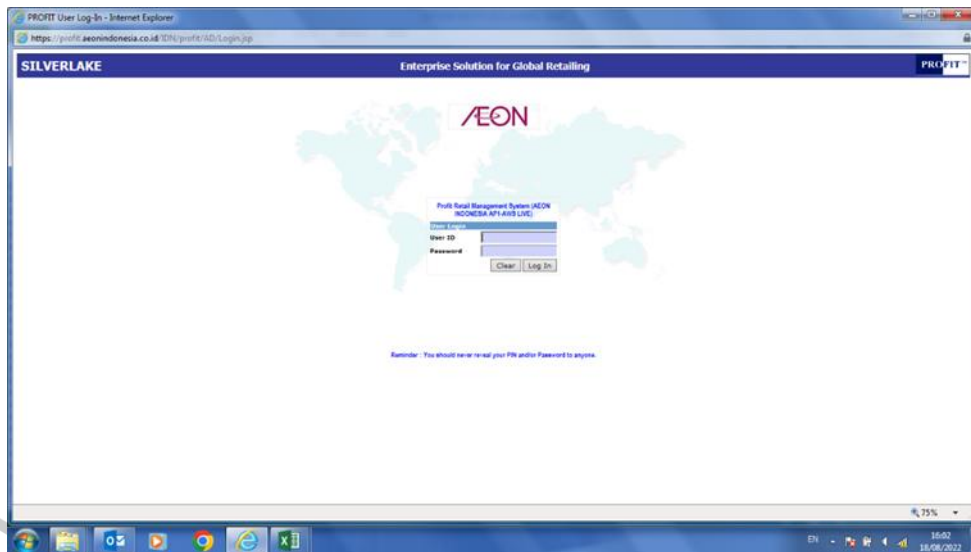 PROFIT User Log-In - Internet Explorer
https://profit.aeonindonesia.co.id/IDN/profit/AD/Login.jsp
SILVERLAKE
Enterprise Solution for Global Retailing
PROFIT™
ÆON
Profit Retail Management System (AEON
INDONESIA AP1-AWS LIVE)
User Login
User ID
Password
Clear
Log In
Reminder : You should never reveal your PIN and/or Password to anyone.
75%
EN
16:02
18/08/2022